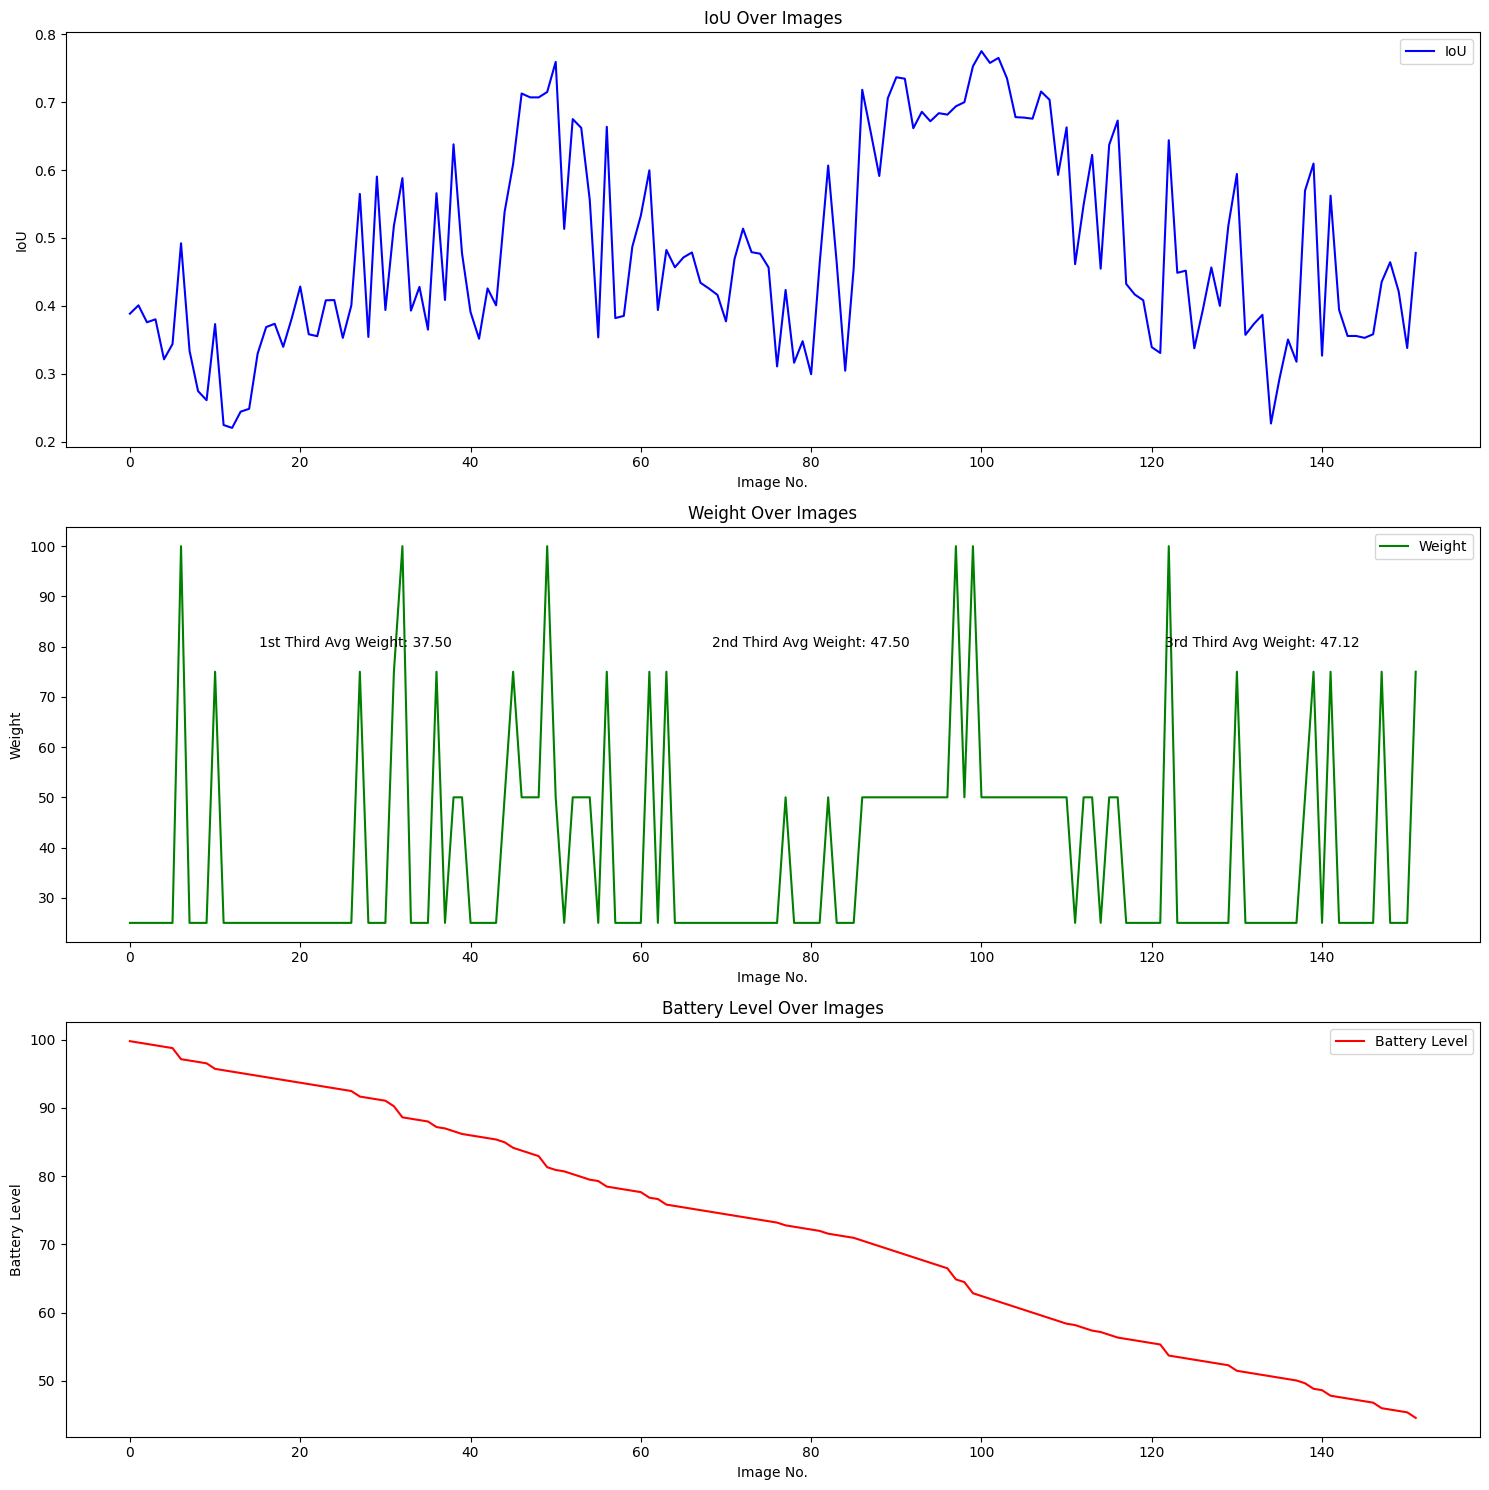 IoU Over Images
IoU
0.8
0.7
0.6
0.5
0.4
0.3
0.2
IoU
0 20 40 60 80 100 120 140
Image No.
Weight Over Images
Weight
100
90
80
70
60
50
40
30
1st Third Avg Weight: 37.50 2nd Third Avg Weight: 47.50 3rd Third Avg Weight: 47.12
Weight
0 20 40 60 80 100 120 140
Image No.
Battery Level Over Images
Battery Level
100
90
80
70
60
50
Battery Level
0 20 40 60 80 100 120 140
Image No.